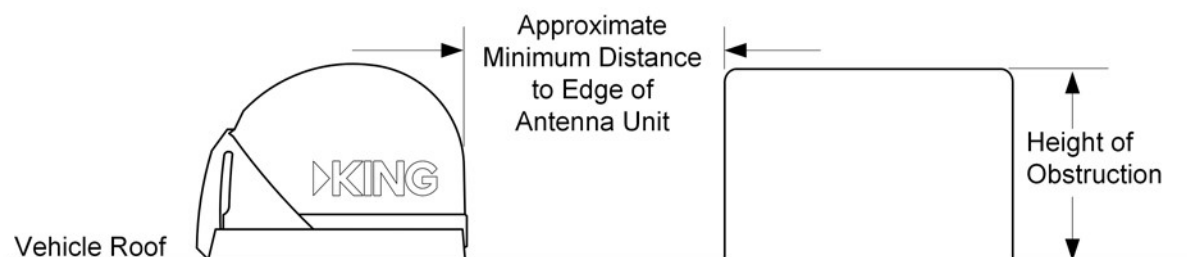 Approximate
Minimum Distance
to Edge of
Antenna Unit
KING
Height of
Obstruction
Vehicle Roof